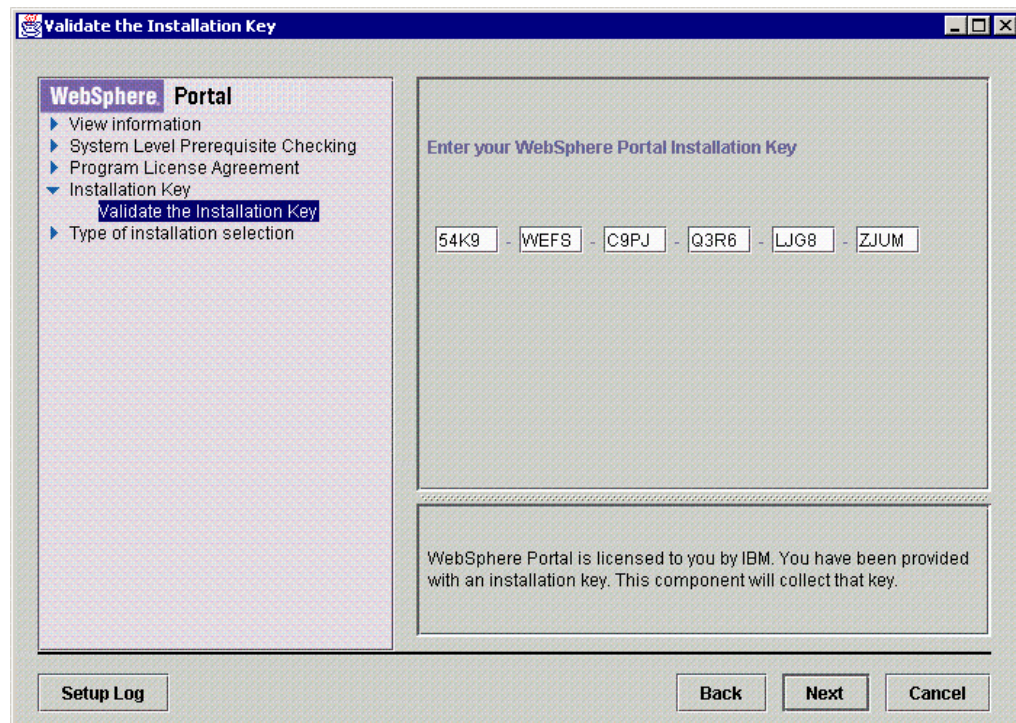 Validate the Installation Key
WebSphere Portal
View information
System Level Prerequisite Checking
Program License Agreement
Installation Key
Validate the Installation Key
Type of installation selection
Enter your WebSphere Portal Installation Key
54K9 - WEFS - C9PJ - Q3R6 - LJG8 - ZJUM
WebSphere Portal is licensed to you by IBM. You have been provided
with an installation key. This component will collect that key.
Setup Log
Back
Next
Cancel